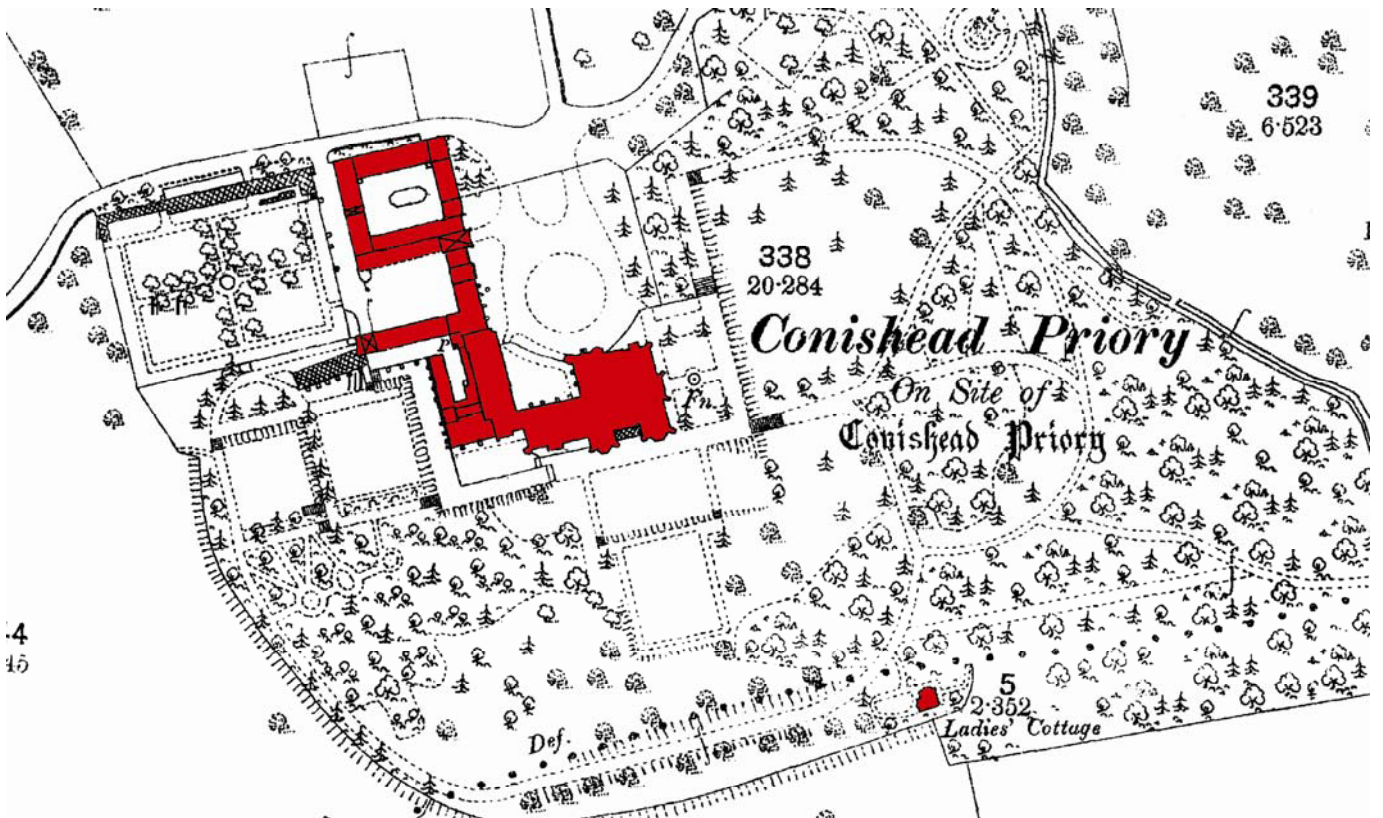 339
6·523
338
20·284
Conishead Priory
On Site of
Conishead Priory
Fn.
P.
4
45
5
2·352
Ladies' Cottage
Def.